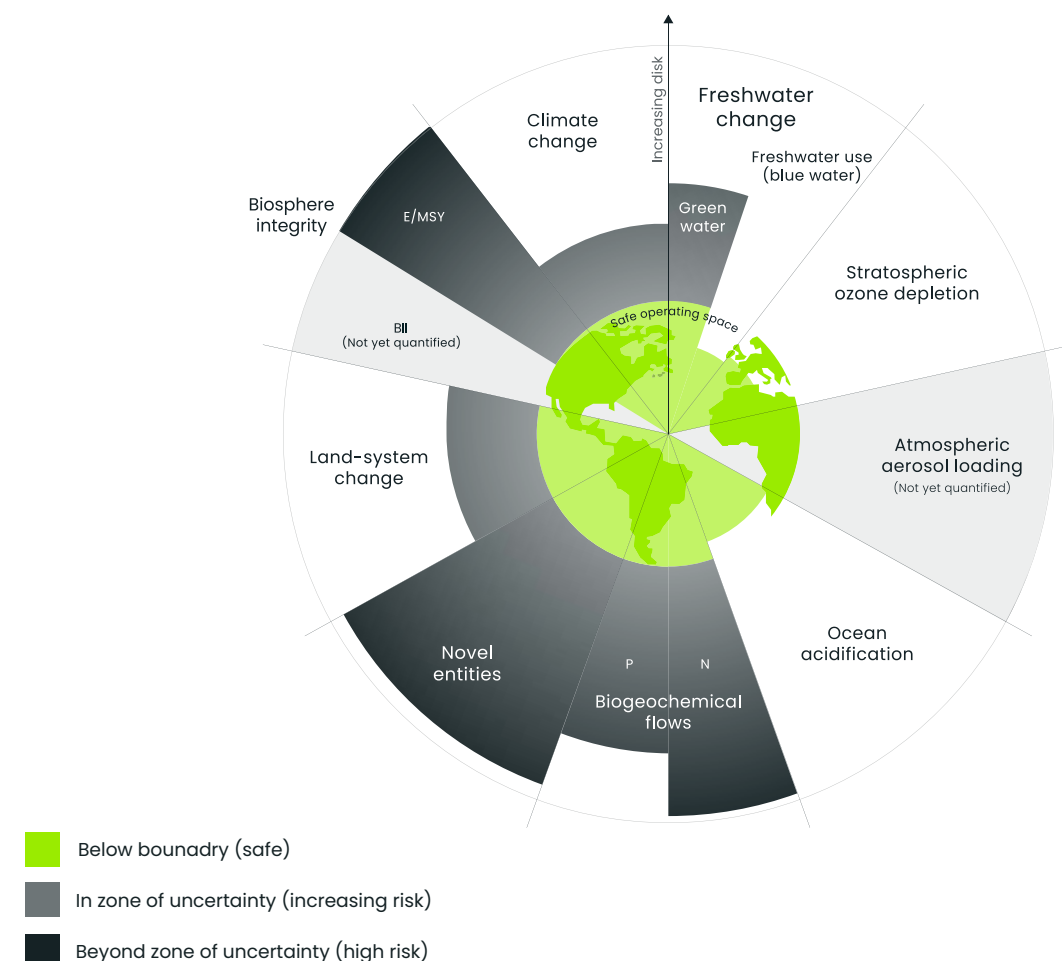 Increasing disk
Climate
change
Freshwater
change
Freshwater use
(blue water)
Green
water
Biosphere
integrity
E/MSY
BII
(Not yet quantified)
Stratospheric
ozone depletion
Safe operating space
Land-system
change
Atmospheric
aerosol loading
(Not yet quantified)
Novel
entities
P
N
Biogeochemical
flows
Ocean
acidification
Below bounadry (safe)
In zone of uncertainty (increasing risk)
Beyond zone of uncertainty (high risk)